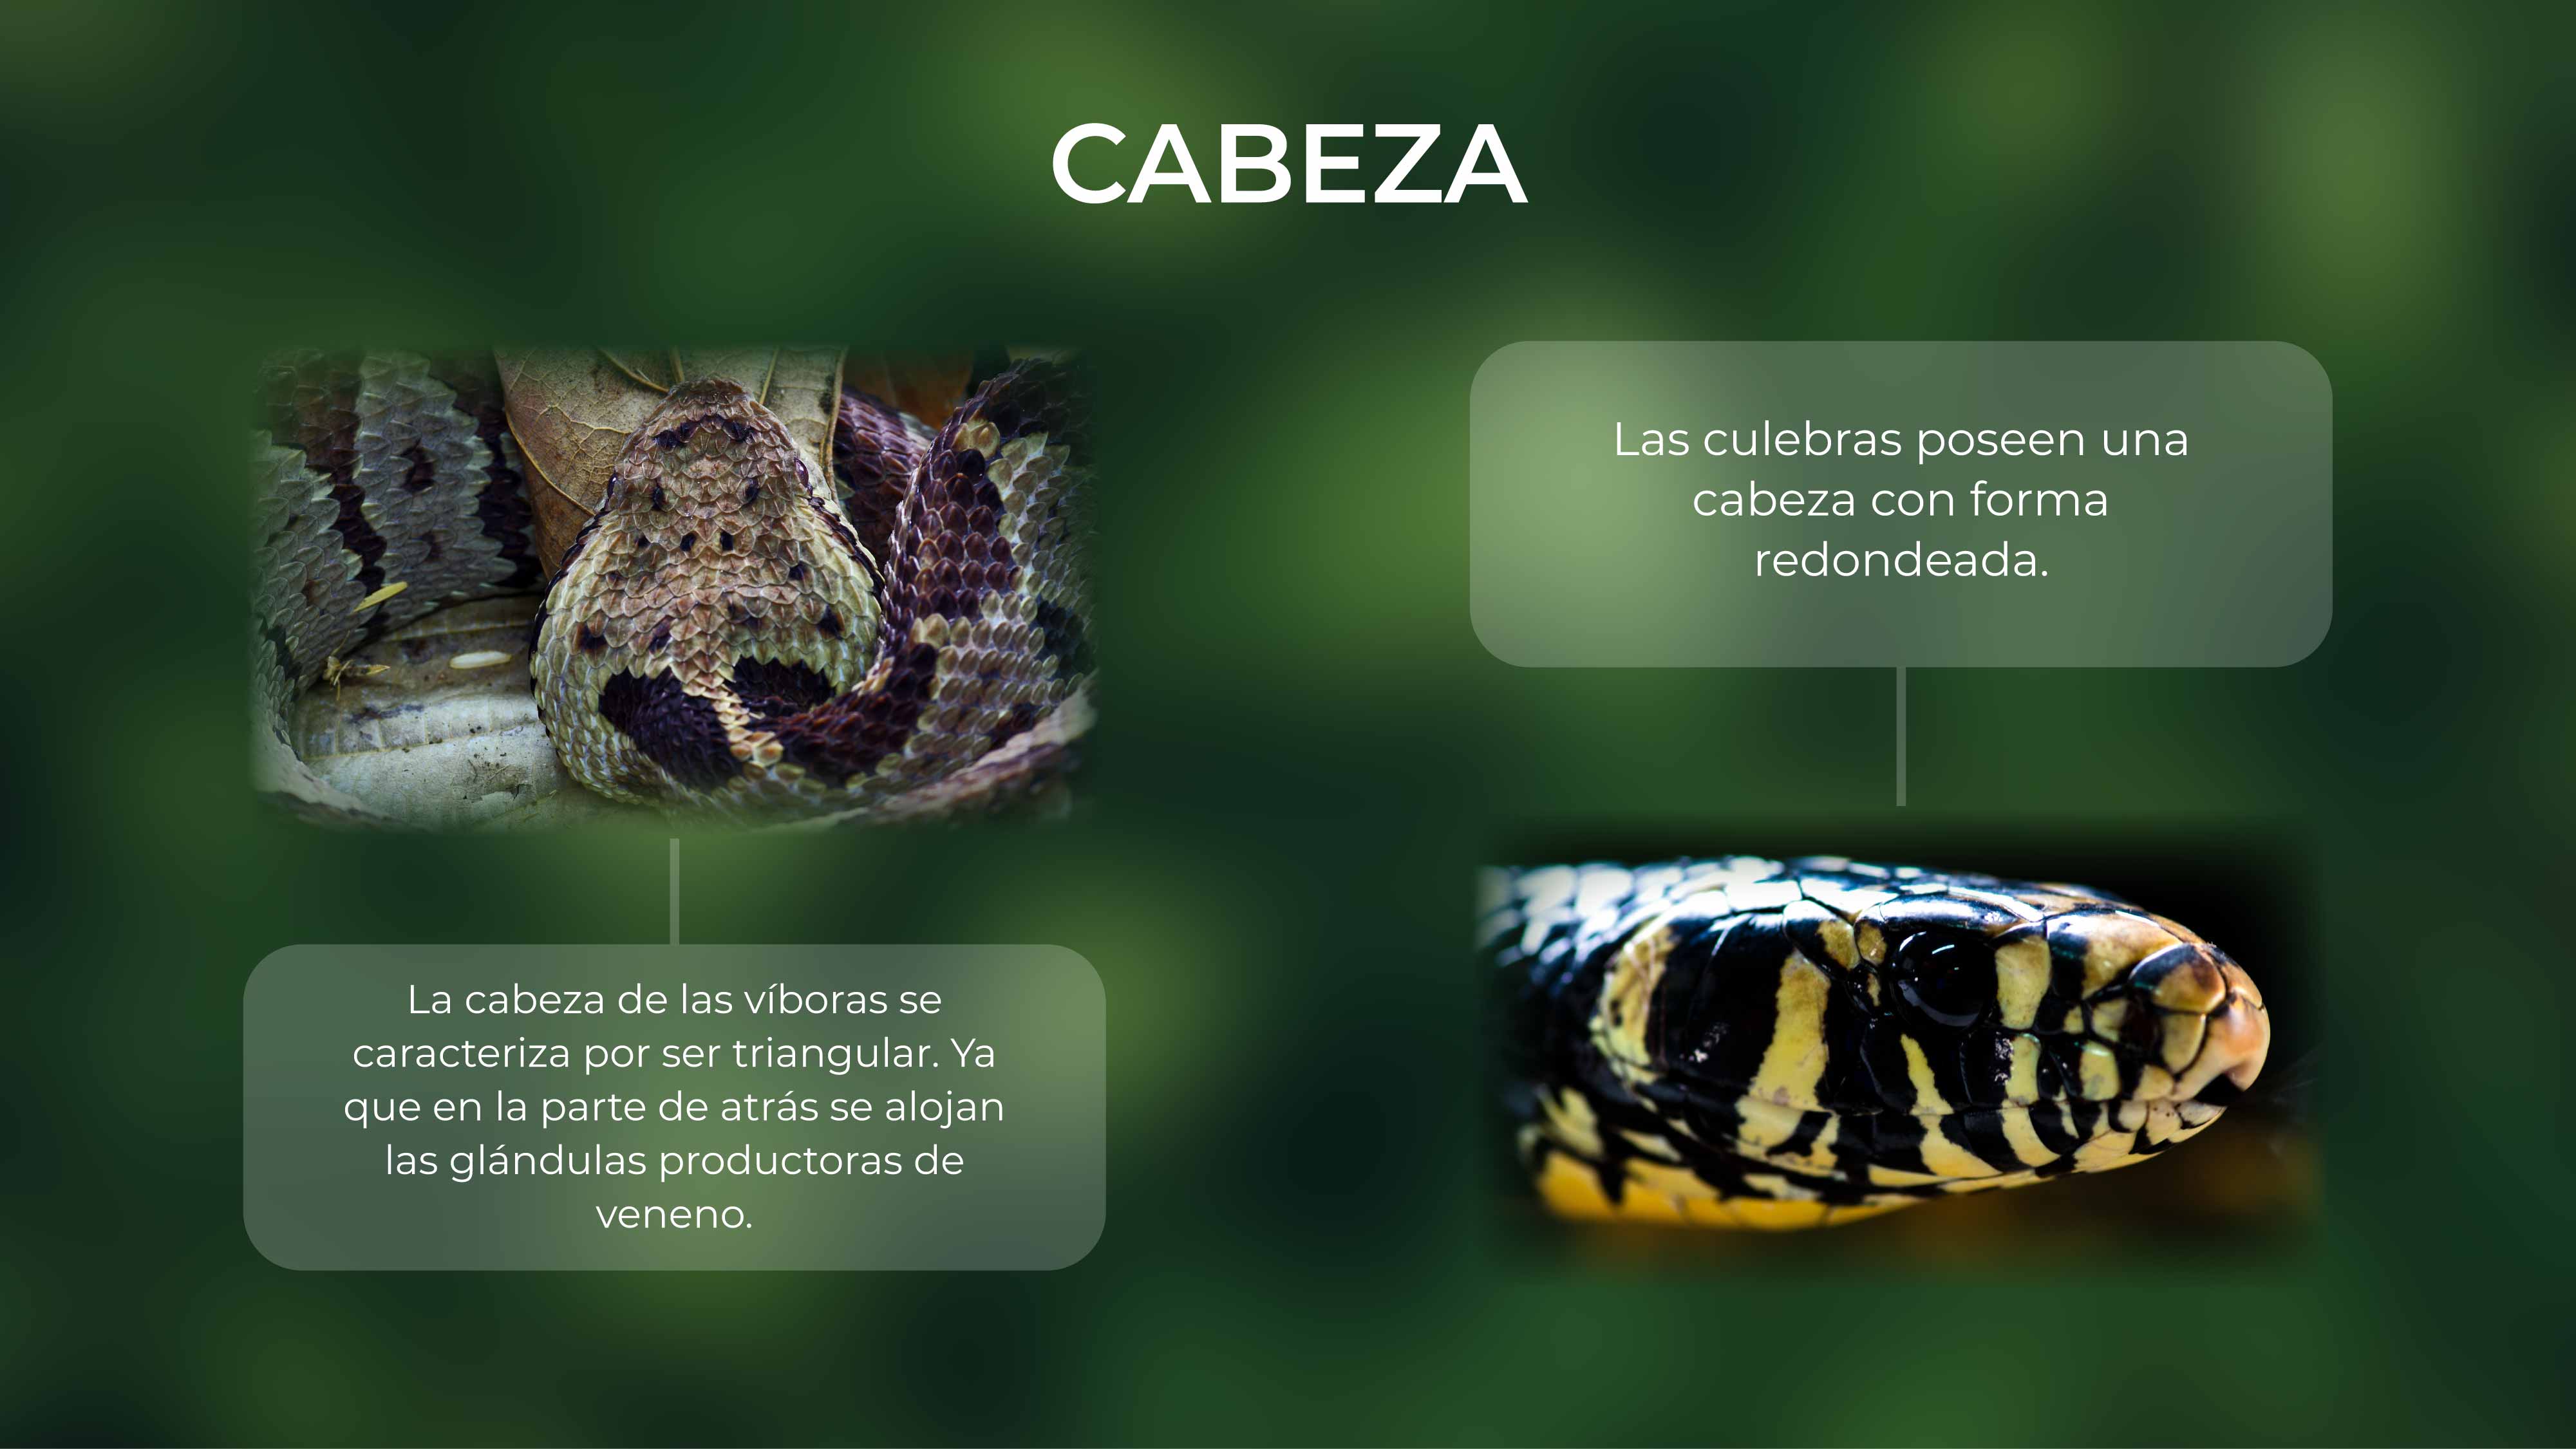 CABEZA
Las culebras poseen una
cabeza con forma
redondeada.
La cabeza de las víboras se
caracteriza por ser triangular. Ya
que en la parte de atrás se alojan
las glándulas productoras de
veneno.